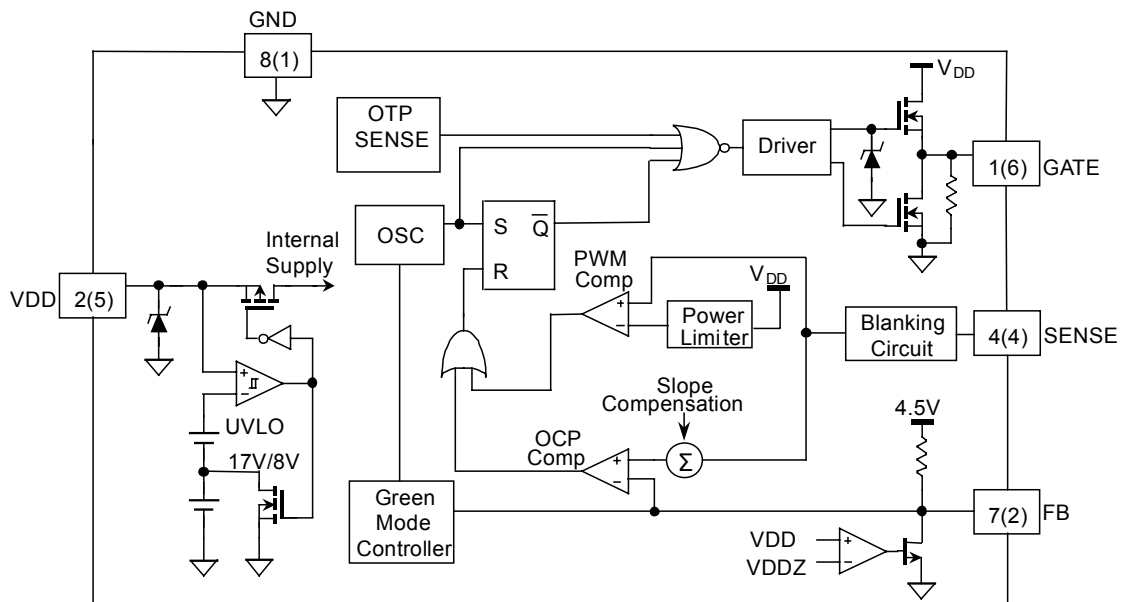 GND
8(1)
V_DD
OTP
SENSE
Driver
1(6)
GATE
OSC
S
Q̅
R
Internal
Supply
VDD
2(5)
PWM
Comp
+
−
V_DD
Power
Limiter
Blanking
Circuit
4(4)
SENSE
+
−
UVLO
17V/8V
Slope
Compensation
4.5V
OCP
Comp
+
−
Σ
Green
Mode
Controller
7(2)
FB
VDD
VDDZ
+
−